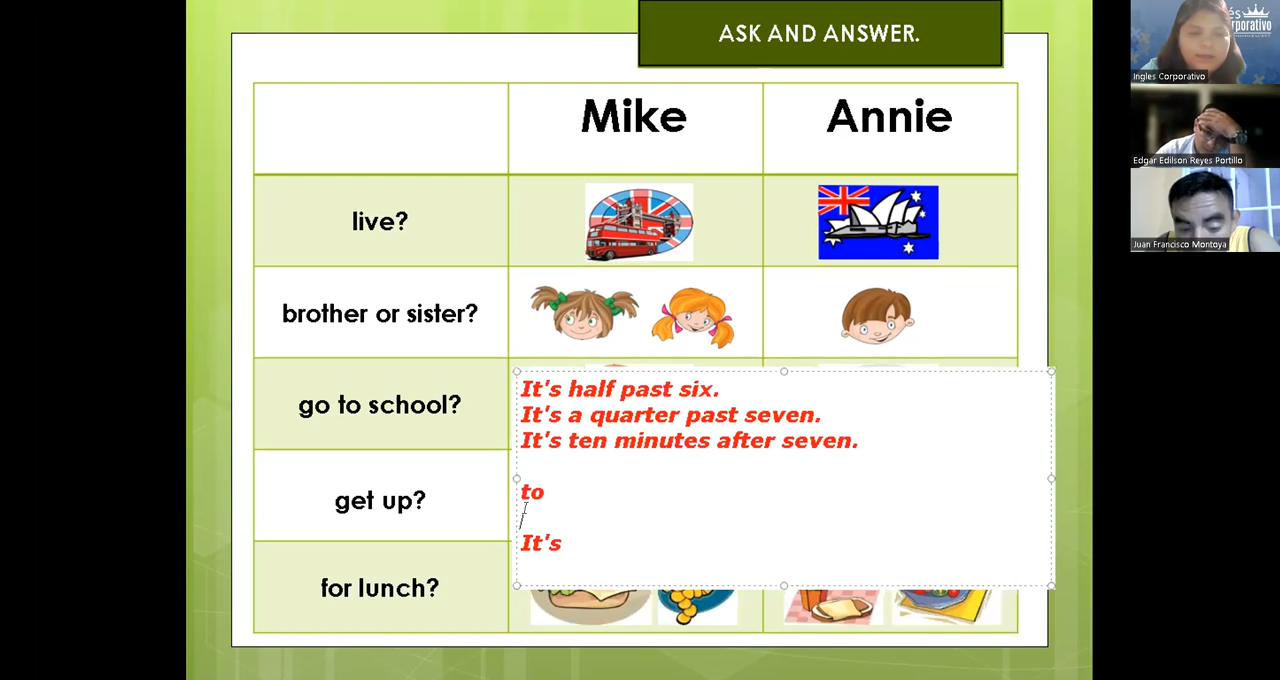 ASK AND ANSWER.
Mike Annie
live?
brother or sister?
go to school?
get up?
for lunch?
It's half past six.
It's a quarter past seven.
It's ten minutes after seven.
to
It's
Ingles Corporativo
Edgar Edilson Reyes Portillo
Juan Francisco Montoya